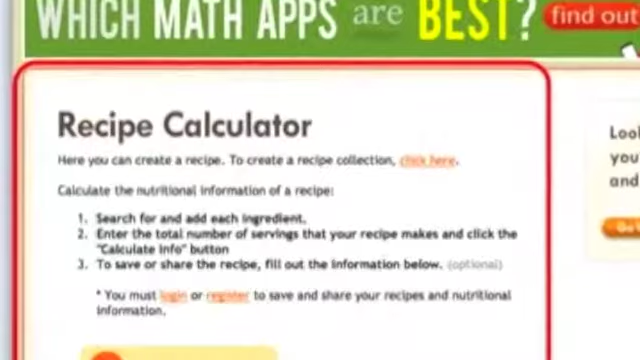 WHICH MATH APPS are BEST? find out
Recipe Calculator
Here you can create a recipe. To create a recipe collection, click here.
Calculate the nutritional information of a recipe:
1. Search for and add each ingredient.
2. Enter the total number of servings that your recipe makes and click the
"Calculate Info" button
3. To save or share the recipe, fill out the information below. (optional)
* You must login or register to save and share your recipes and nutritional
information.
Look
you
and